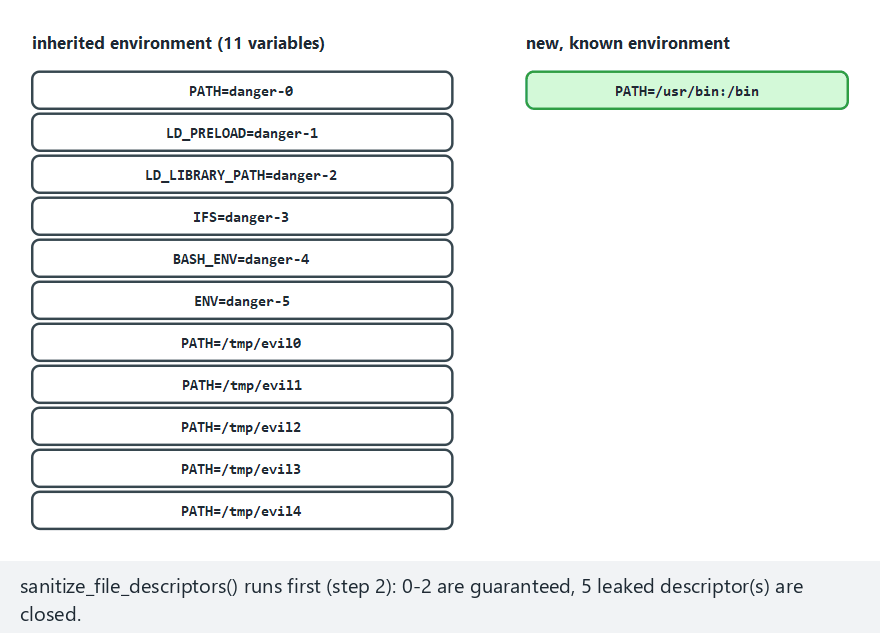 inherited environment (11 variables)
new, known environment
PATH=danger-0
PATH=/usr/bin:/bin
LD_PRELOAD=danger-1
LD_LIBRARY_PATH=danger-2
IFS=danger-3
BASH_ENV=danger-4
ENV=danger-5
PATH=/tmp/evil0
PATH=/tmp/evil1
PATH=/tmp/evil2
PATH=/tmp/evil3
PATH=/tmp/evil4
sanitize_file_descriptors() runs first (step 2): 0-2 are guaranteed, 5 leaked descriptor(s) are
closed.